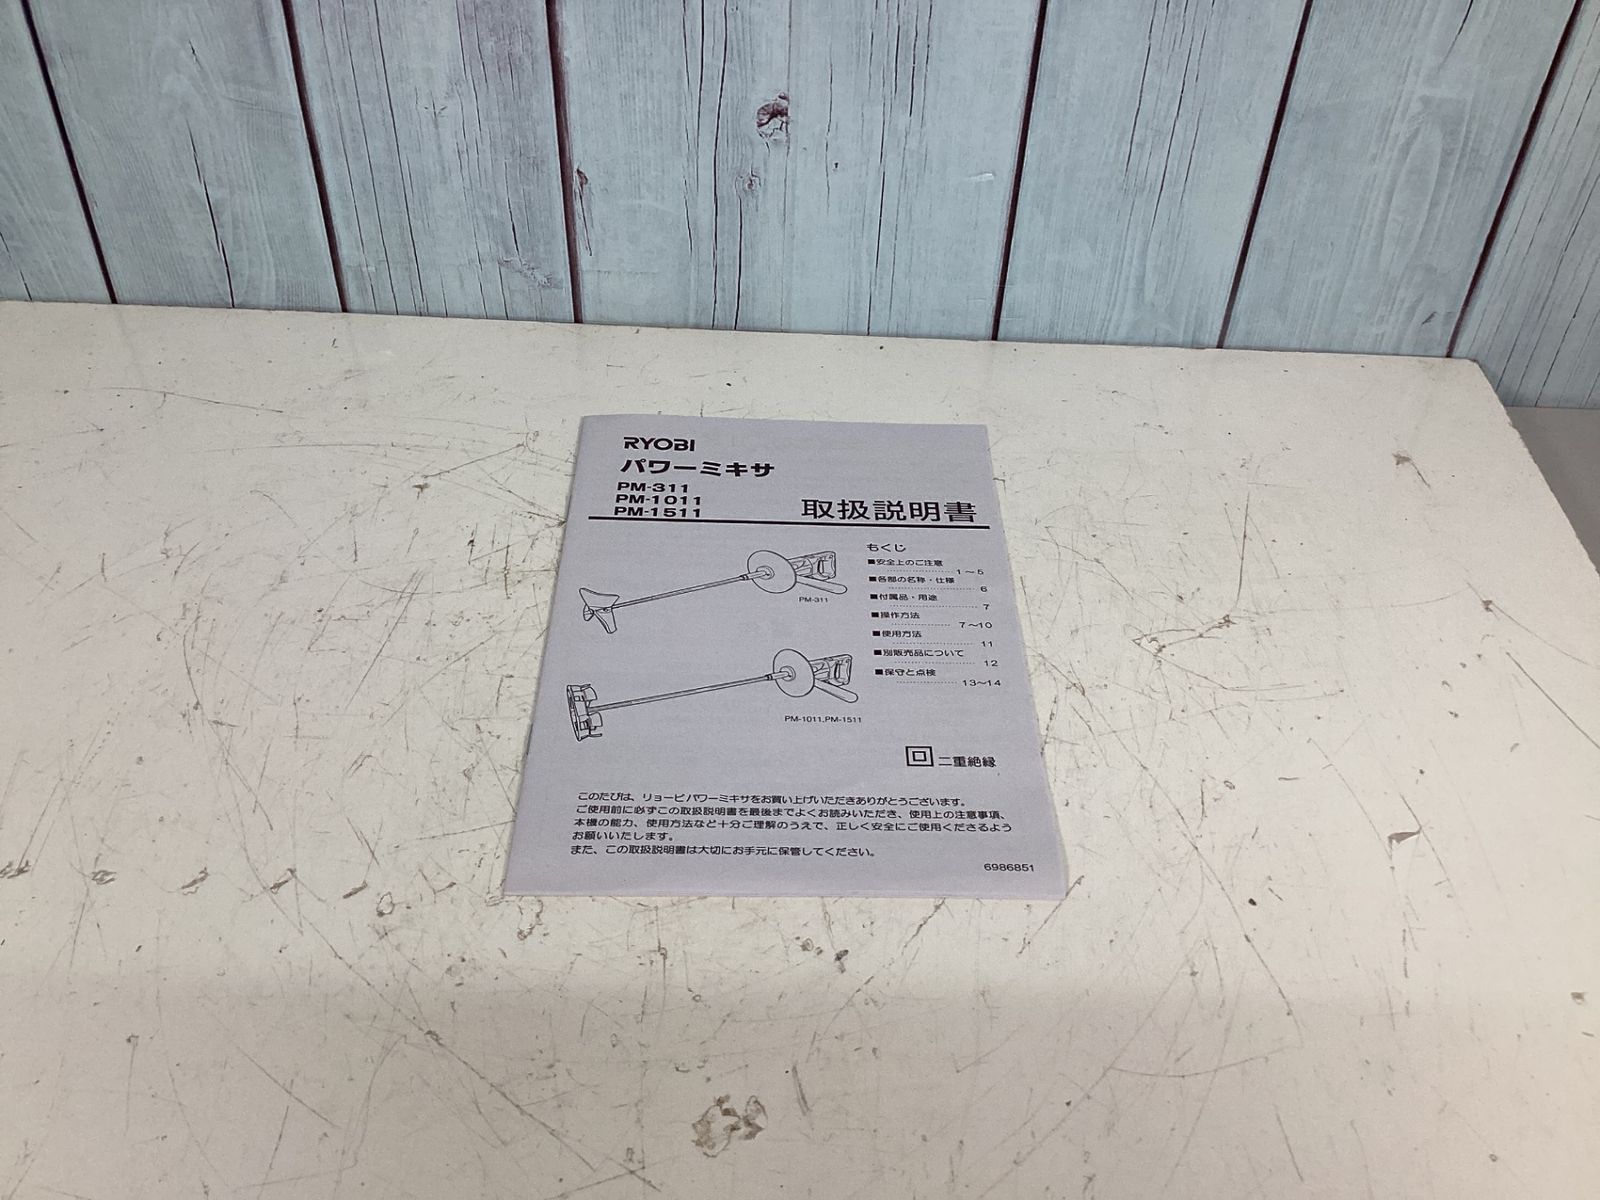 RYOBI
パワーミキサ
PM-311
PM-1011
PM-1511
取扱説明書
もくじ
■安全上のご注意
1～5
■各部の名称・仕様
6
■付属品・用途
7
■操作方法
7～10
■使用方法
11
■別販売品について
12
■保守と点検
13～14
PM-311
PM-1011,PM-1511
二重絶縁
このたびは、リョービパワーミキサをお買い上げいただきありがとうございます。
ご使用前に必ずこの取扱説明書を最後までよくお読みいただき、使用上の注意事項、
本機の能力、使用方法など十分ご理解のうえで、正しく安全にご使用くださるよう
お願いいたします。
また、この取扱説明書は大切にお手元に保管してください。
6986851